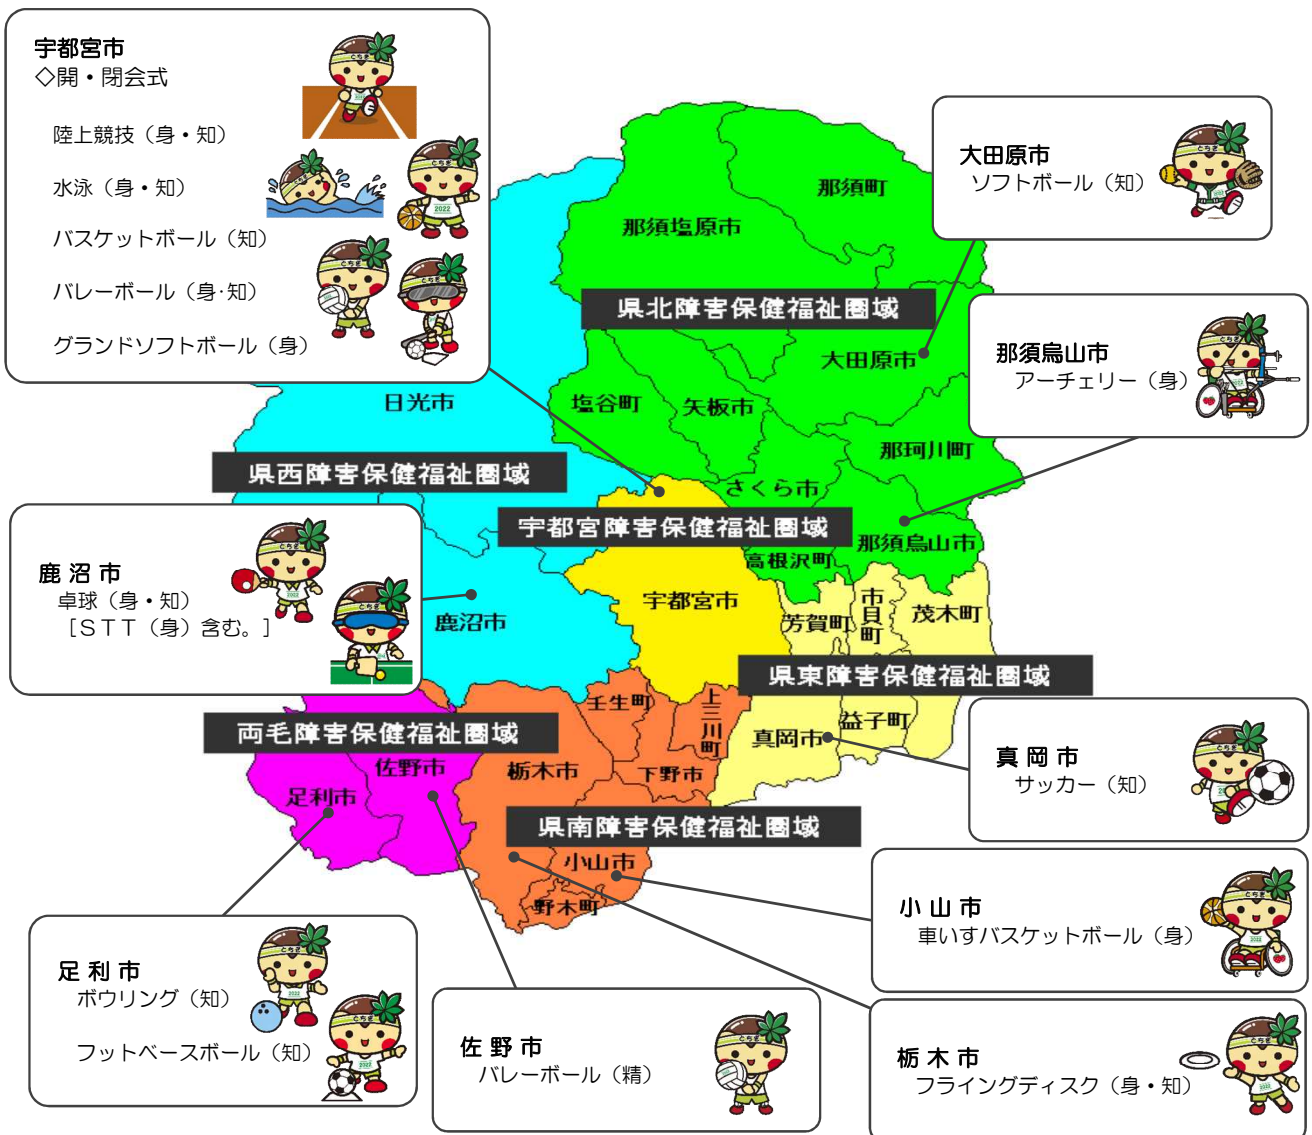 宇都宮市
◇開・閉会式
陸上競技（身・知）
水泳（身・知）
バスケットボール（知）
バレーボール（身･知）
グランドソフトボール（身）
大田原市
ソフトボール（知）
那須烏山市
アーチェリー（身）
鹿沼市
卓球（身・知）
［ＳＴＴ（身）含む。］
真岡市
サッカー（知）
小山市
車いすバスケットボール（身）
栃木市
フライングディスク（身・知）
佐野市
バレーボール（精）
足利市
ボウリング（知）
フットベースボール（知）
那須町
那須塩原市
県北障害保健福祉圏域
大田原市
日光市
塩谷町
矢板市
那珂川町
県西障害保健福祉圏域
さくら市
宇都宮障害保健福祉圏域
那須烏山市
高根沢町
宇都宮市
芳賀町
市貝町
茂木町
鹿沼市
県東障害保健福祉圏域
壬生町
上三川町
益子町
真岡市
両毛障害保健福祉圏域
佐野市
栃木市
下野市
足利市
県南障害保健福祉圏域
小山市
野木町
とちぎ
2022